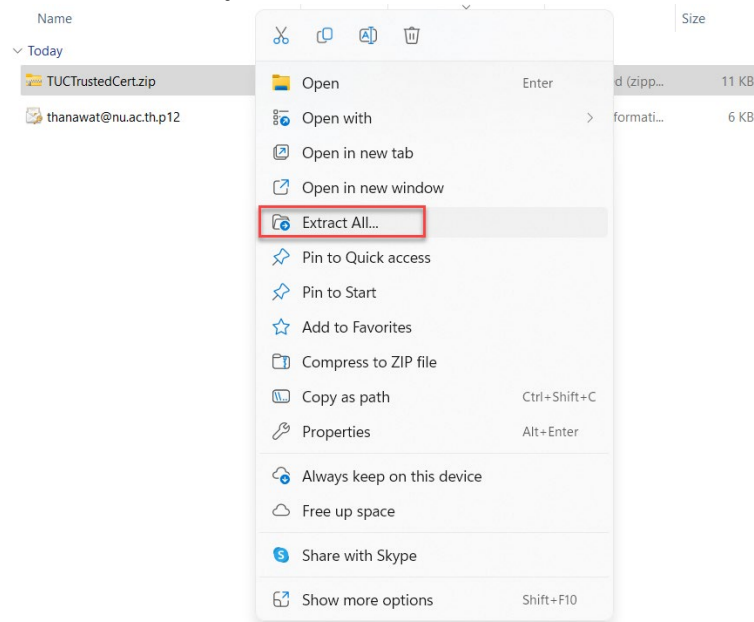 Name
Size
Today
TUCTrustedCert.zip
d (zipp...
11 KB
thanawat@nu.ac.th.p12
formati...
6 KB
Open
Enter
Open with
Open in new tab
Open in new window
Extract All...
Pin to Quick access
Pin to Start
Add to Favorites
Compress to ZIP file
Copy as path
Ctrl+Shift+C
Properties
Alt+Enter
Always keep on this device
Free up space
Share with Skype
Show more options
Shift+F10